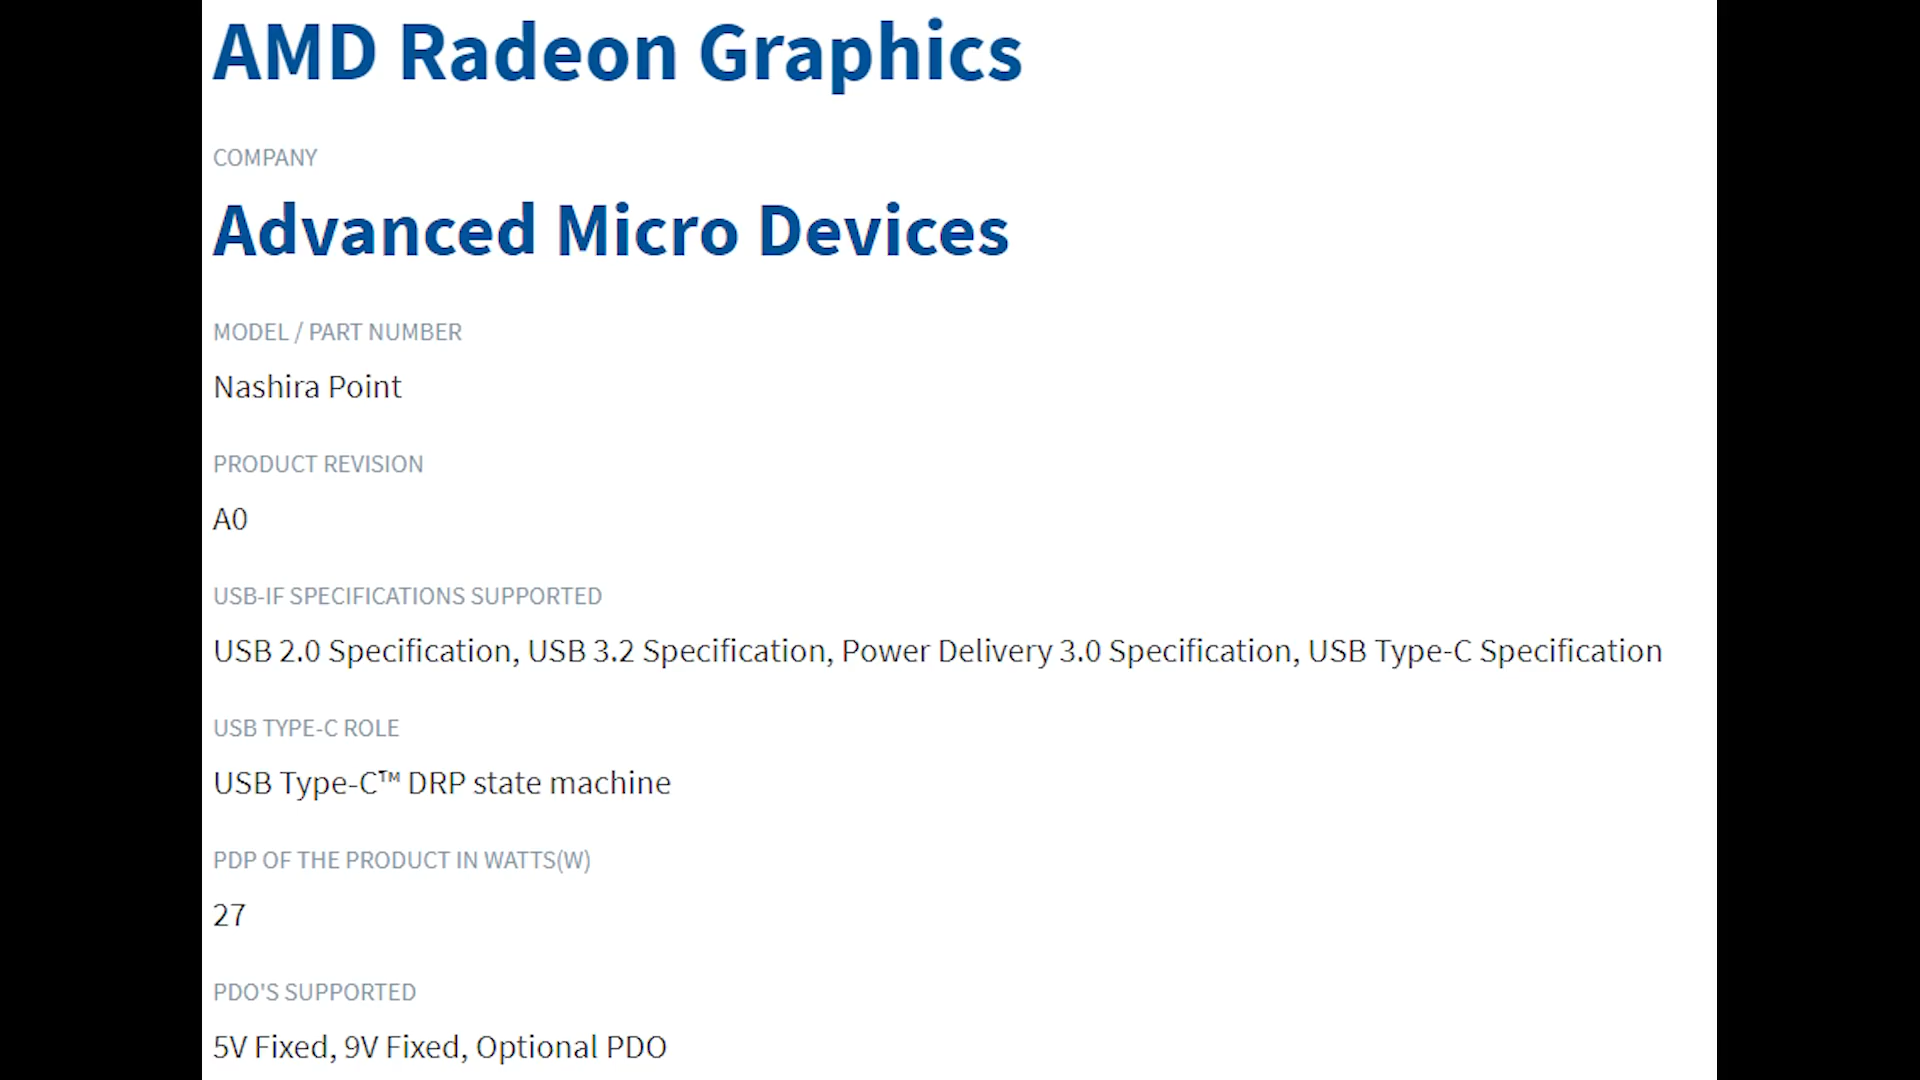 AMD Radeon Graphics
COMPANY
Advanced Micro Devices
MODEL / PART NUMBER
Nashira Point
PRODUCT REVISION
A0
USB-IF SPECIFICATIONS SUPPORTED
USB 2.0 Specification, USB 3.2 Specification, Power Delivery 3.0 Specification, USB Type-C Specification
USB TYPE-C ROLE
USB Type-C™ DRP state machine
PDP OF THE PRODUCT IN WATTS(W)
27
PDO'S SUPPORTED
5V Fixed, 9V Fixed, Optional PDO